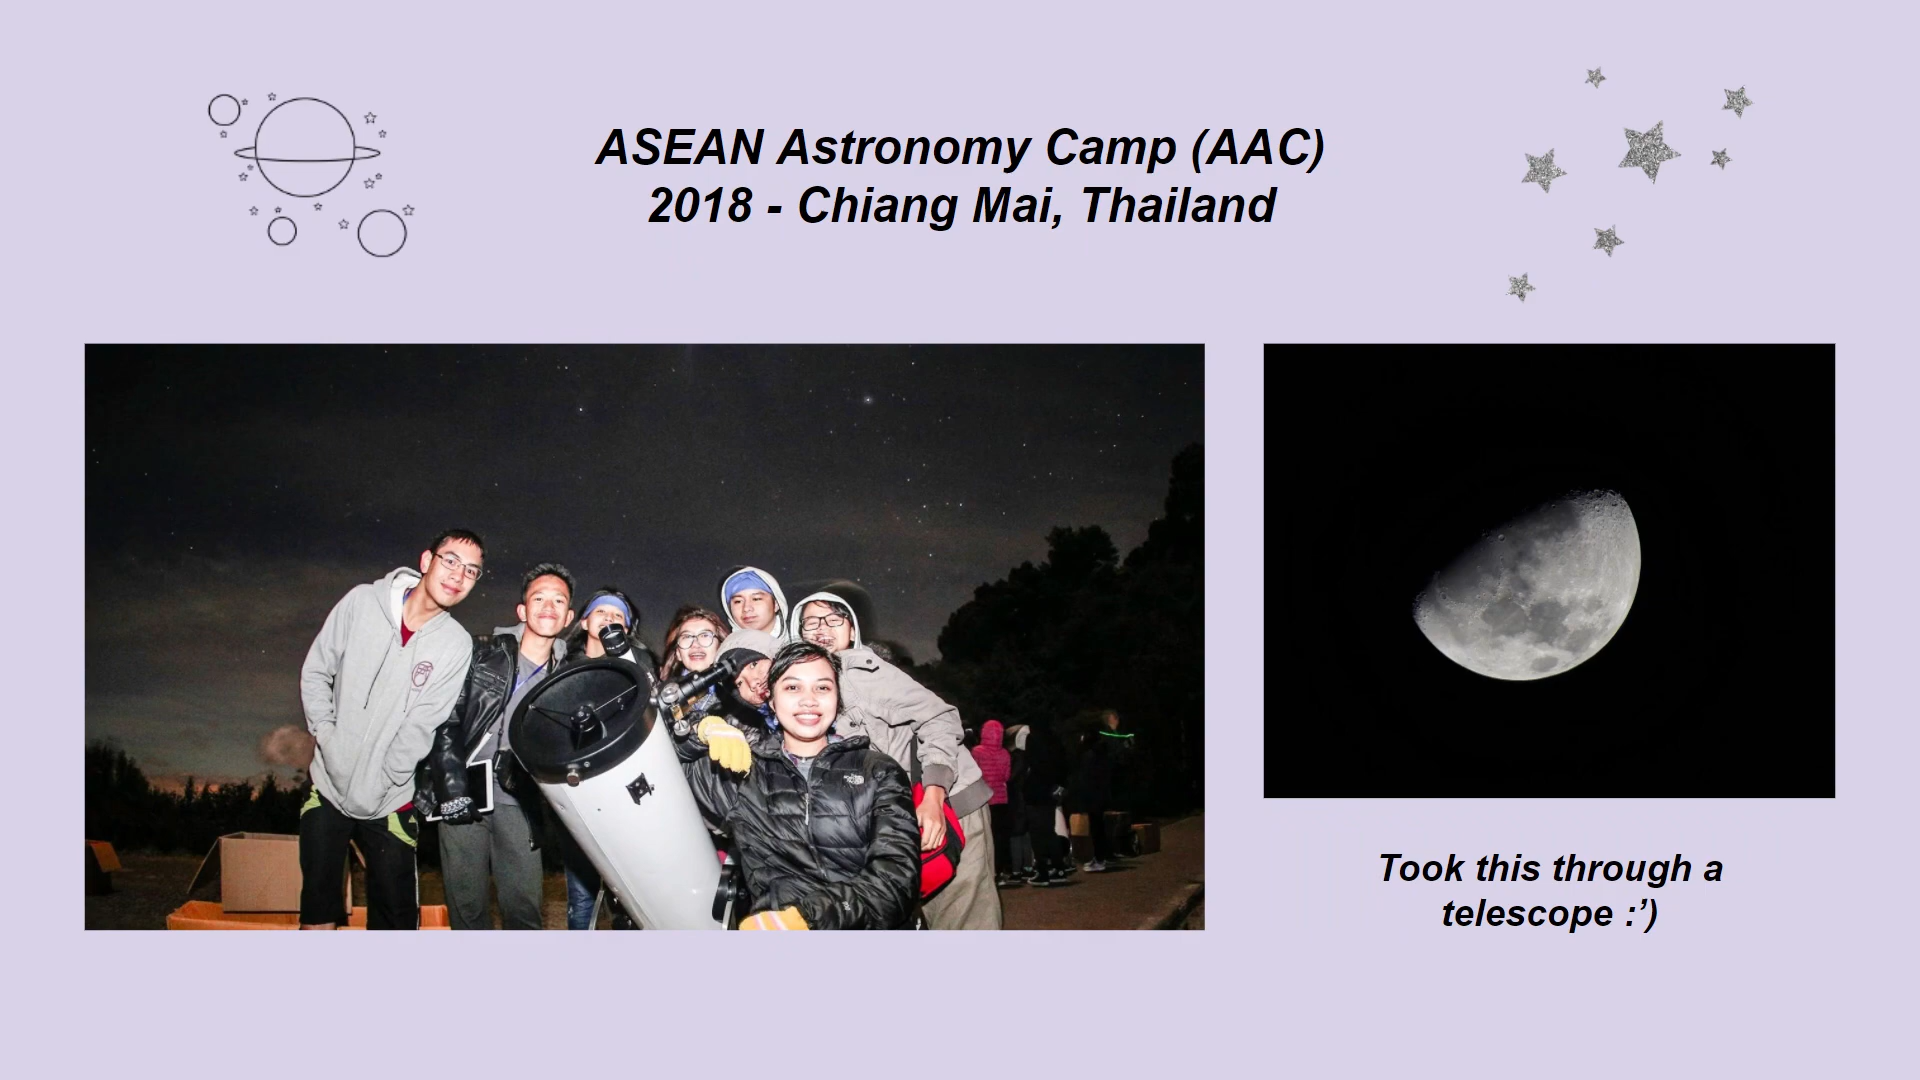 ASEAN Astronomy Camp (AAC)
2018 - Chiang Mai, Thailand
Took this through a
telescope :’)